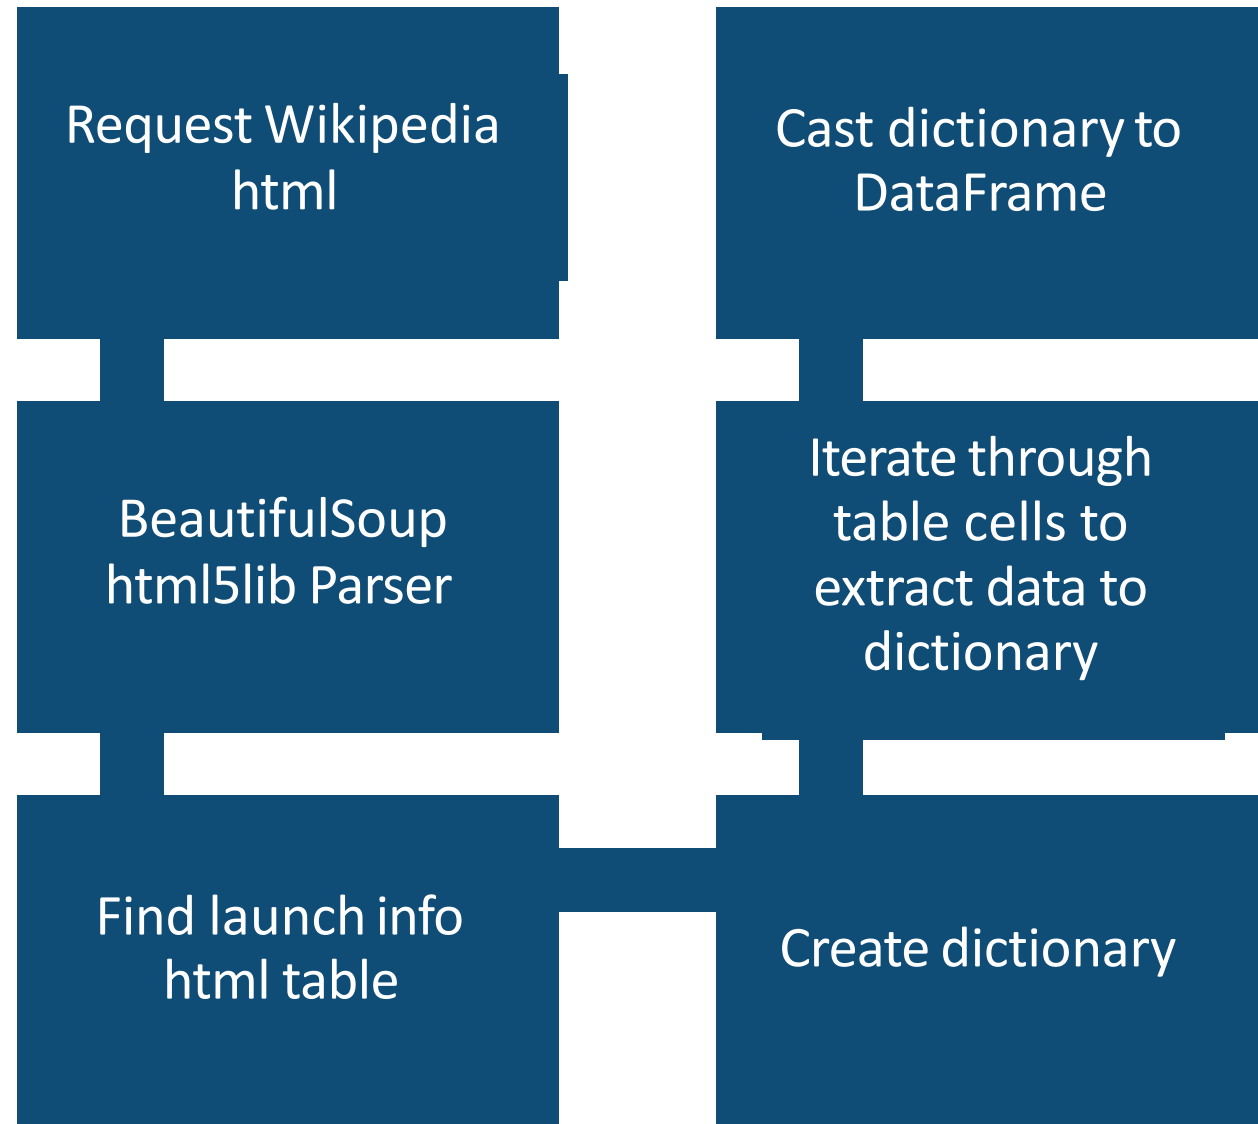 Request Wikipedia
html
BeautifulSoup
html5lib Parser
Find launch info
html table
Create dictionary
Iterate through
table cells to
extract data to
dictionary
Cast dictionary to
DataFrame